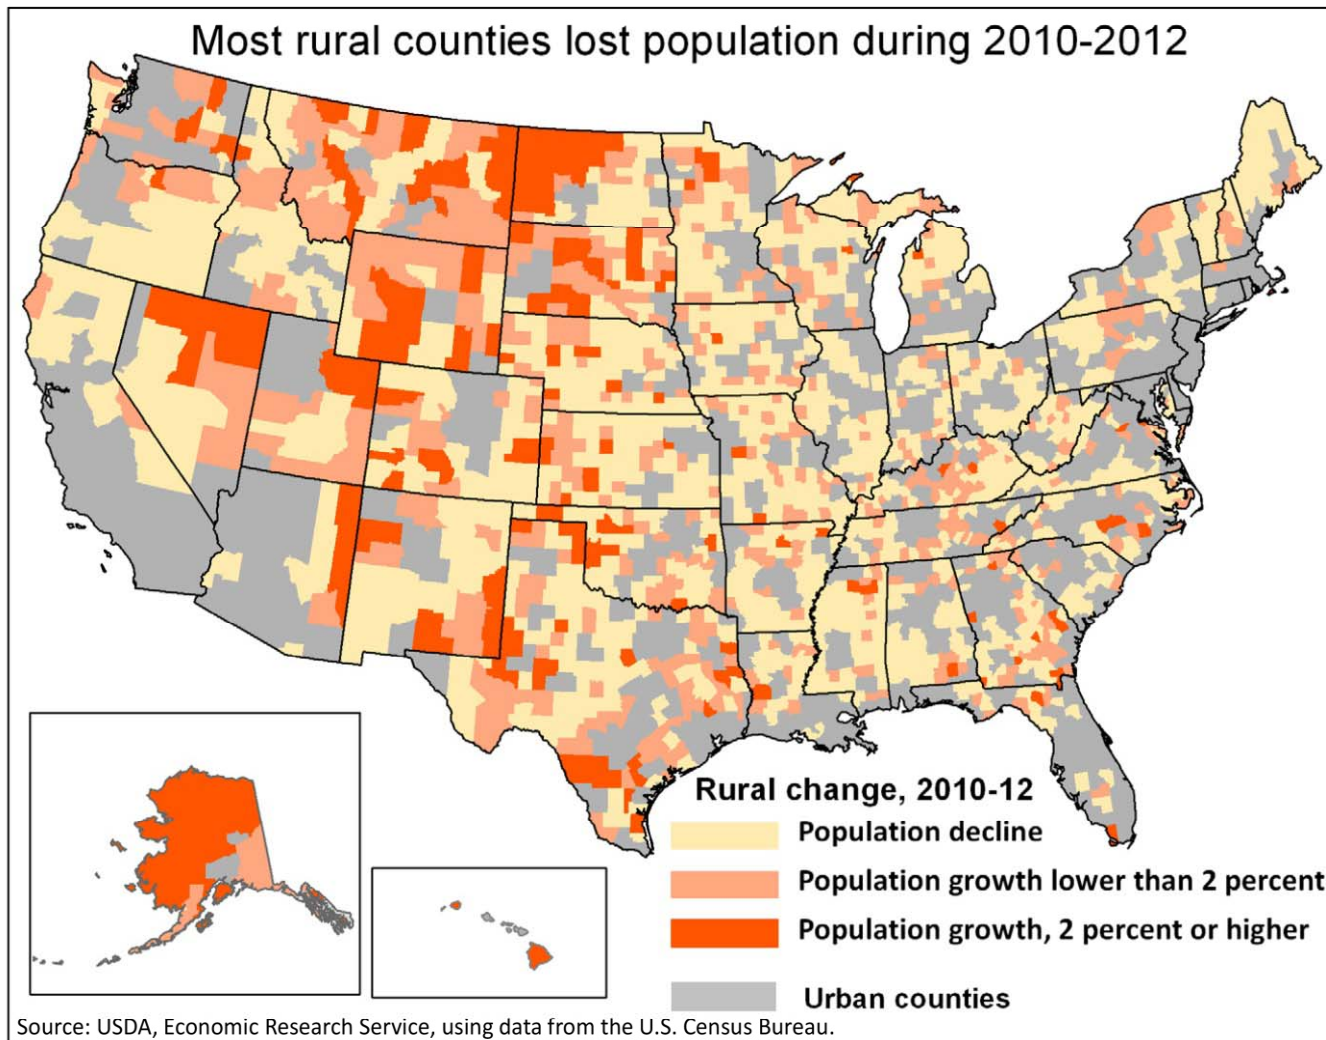 Most rural counties lost population during 2010-2012
Rural change, 2010-12
Population decline
Population growth lower than 2 percent
Population growth, 2 percent or higher
Urban counties
Source: USDA, Economic Research Service, using data from the U.S. Census Bureau.